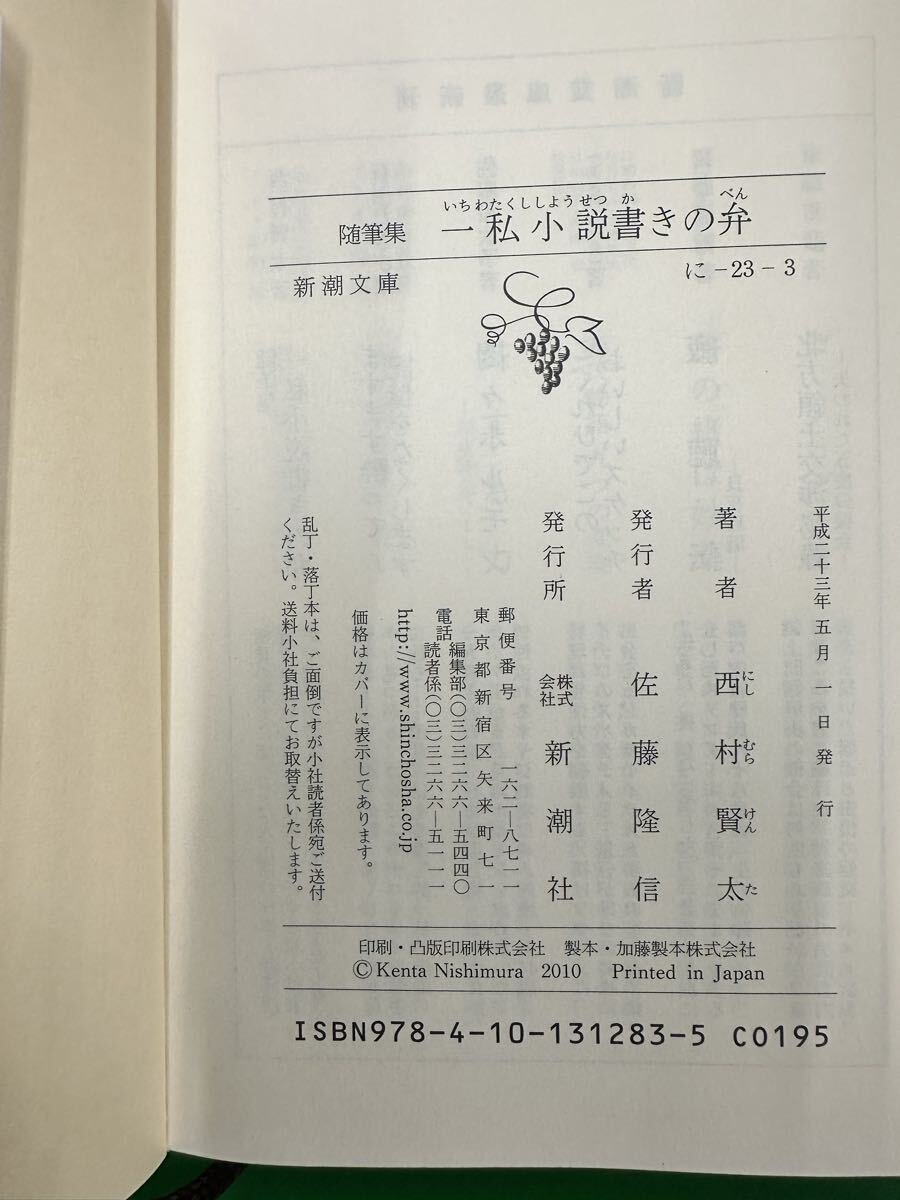 随筆集 一私小説書きの弁
いちわたくししようせつ か べん
新潮文庫 に-23-3
平成二十三年五月一日発行
著者 西村賢太
にし むら けん た
発行者 佐藤隆信
発行所 株式会社 新潮社
郵便番号 一六二―八七一一
東京都新宿区矢来町七一
電話 編集部(〇三)三二六六―五四四〇
読者係(〇三)三二六六―五一一一
http://www.shinchosha.co.jp
価格はカバーに表示してあります。
乱丁・落丁本は、ご面倒ですが小社読者係宛ご送付
ください。送料小社負担にてお取替えいたします。
印刷・凸版印刷株式会社 製本・加藤製本株式会社
©Kenta Nishimura 2010 Printed in Japan
ISBN978-4-10-131283-5 C0195